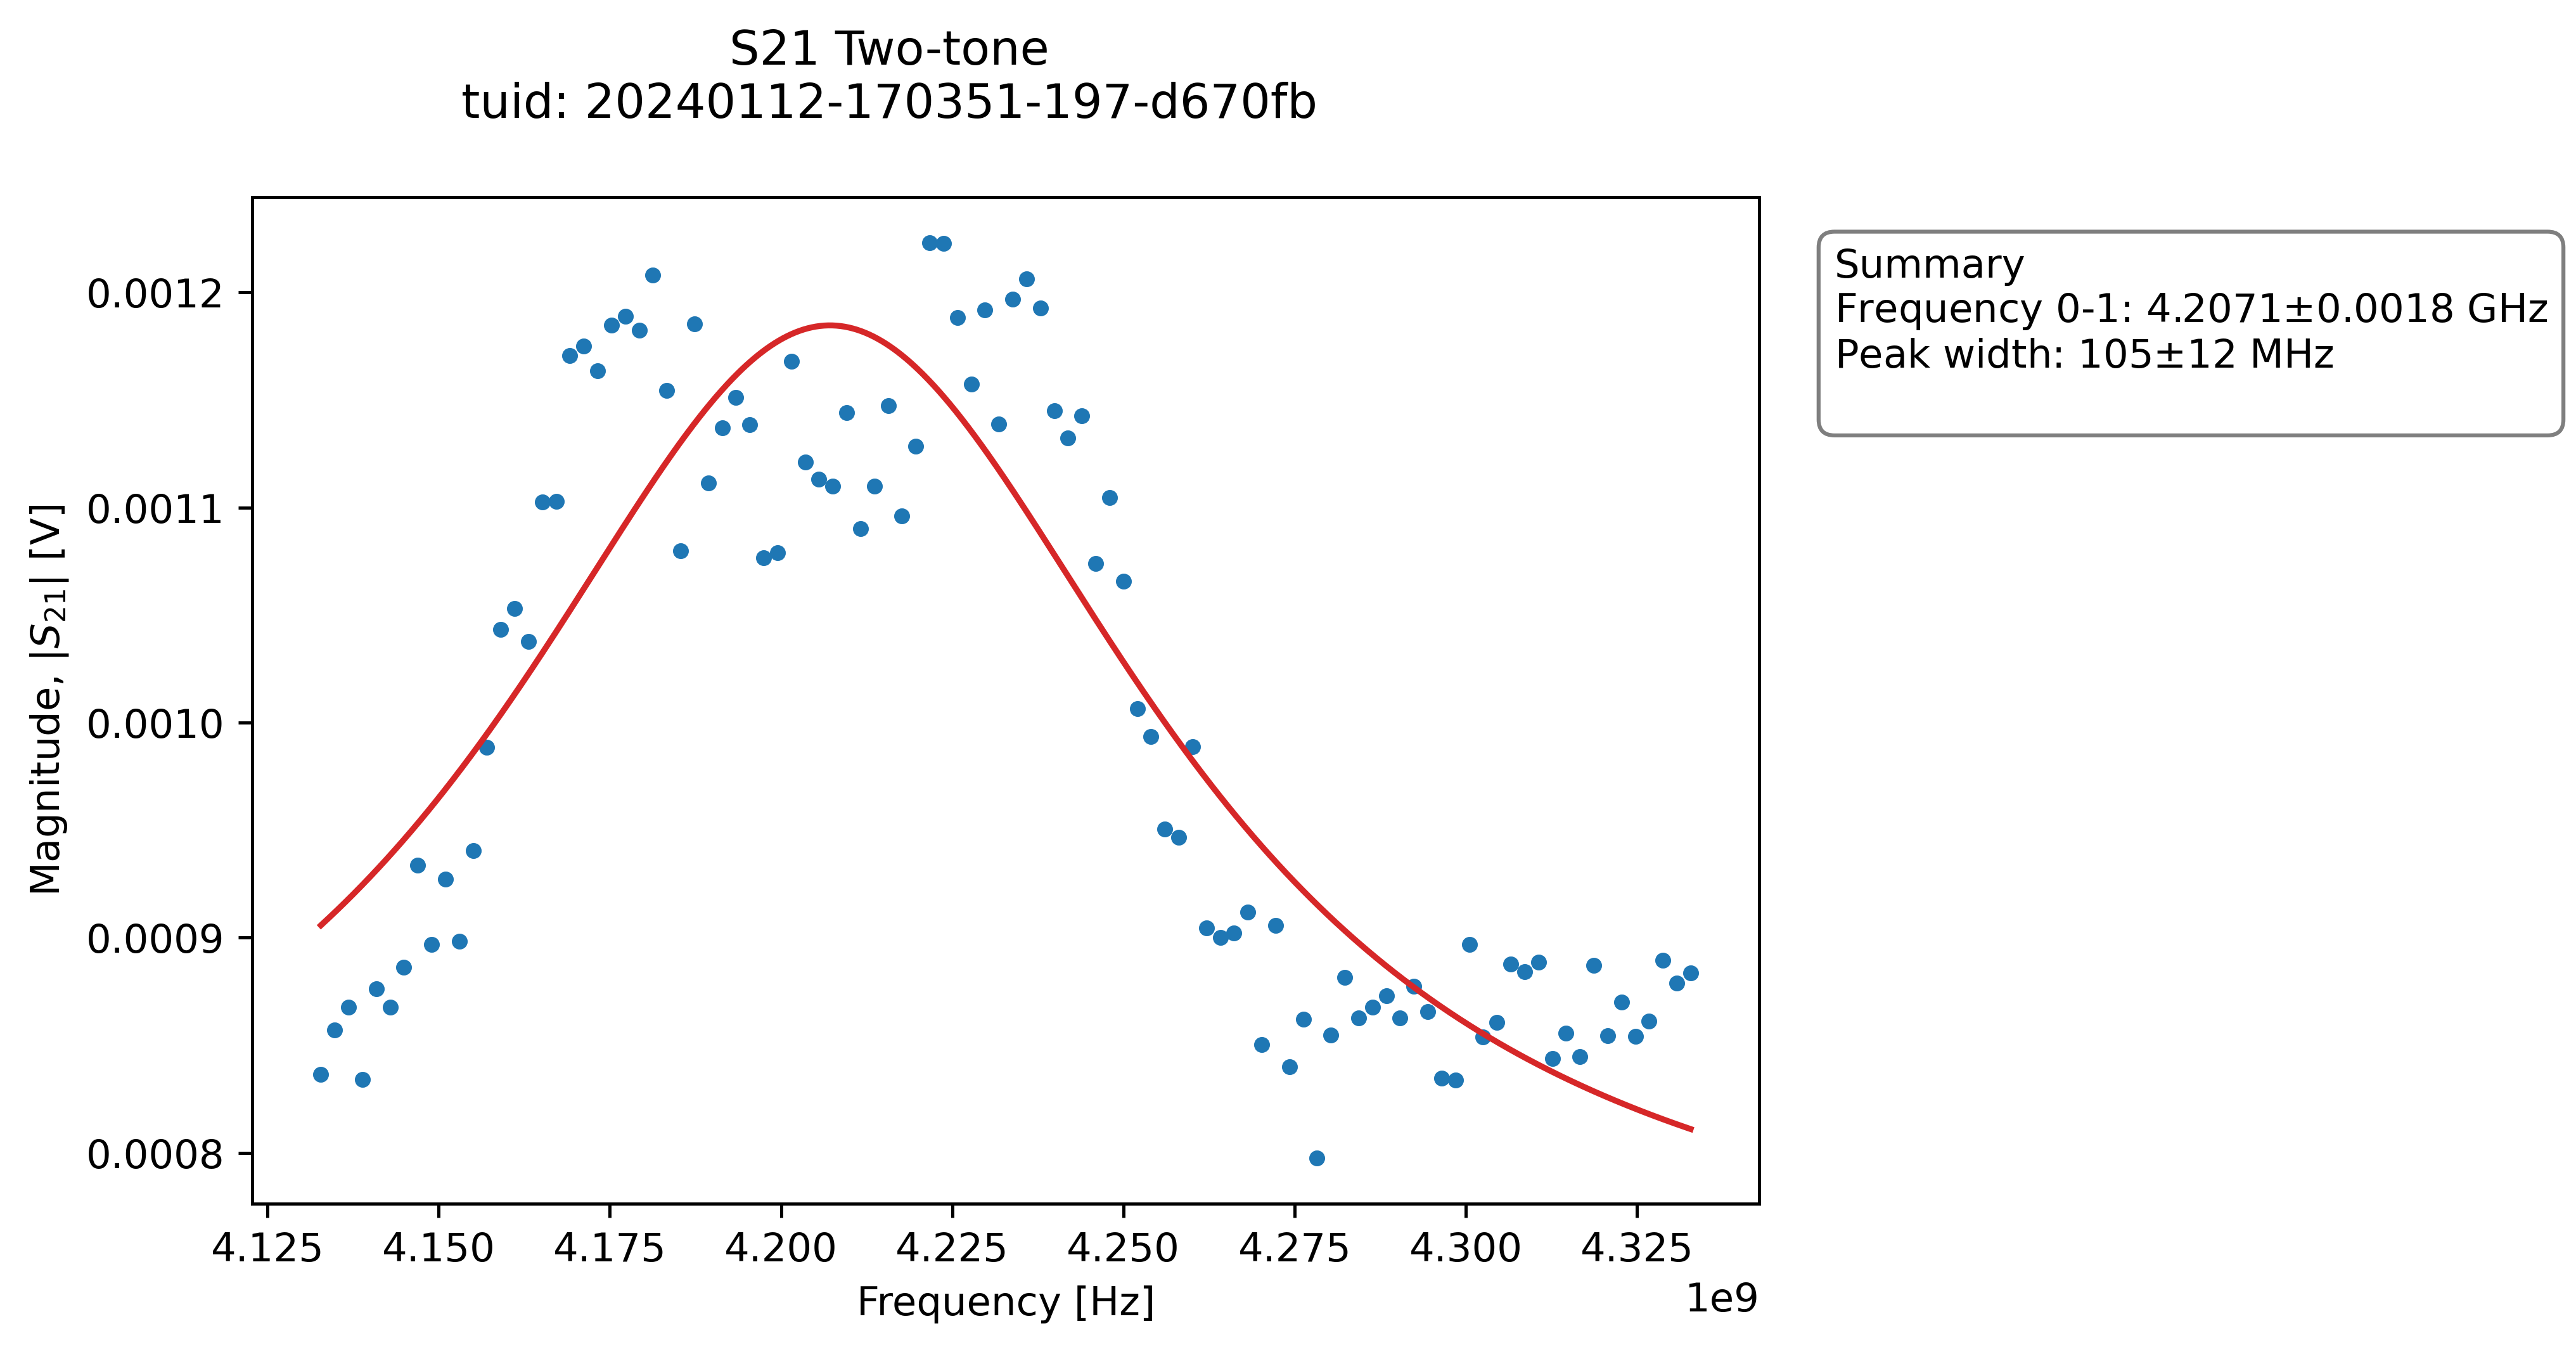 S21 Two-tone
tuid: 20240112-170351-197-d670fb
Summary
Frequency 0-1: 4.2071±0.0018 GHz
Peak width: 105±12 MHz
Magnitude, |S₂₁| [V]
0.0012
0.0011
0.0010
0.0009
0.0008
4.125 4.150 4.175 4.200 4.225 4.250 4.275 4.300 4.325
Frequency [Hz]
1e9